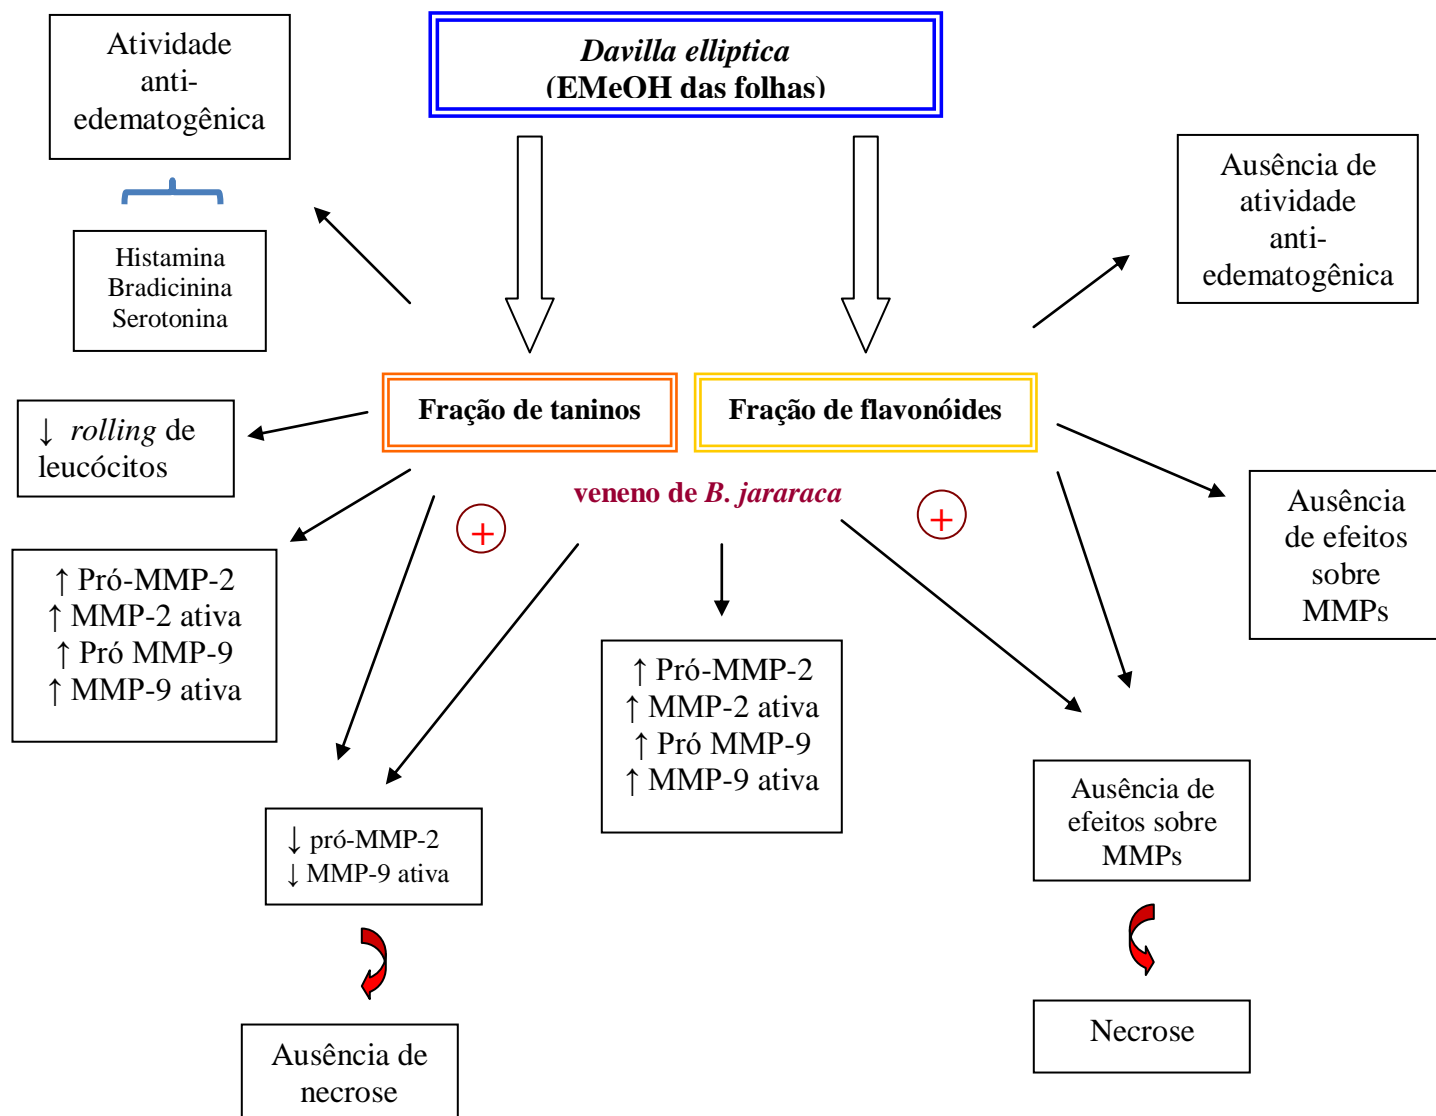 Davilla elliptica
(EMeOH das folhas)
Atividade
anti-
edematogênica
Histamina
Bradicinina
Serotonina
Ausência de
atividade
anti-
edematogênica
Fração de taninos
Fração de flavonóides
↓ rolling de
leucócitos
veneno de B. jararaca
+
+
Ausência
de efeitos
sobre
MMPs
↑ Pró-MMP-2
↑ MMP-2 ativa
↑ Pró MMP-9
↑ MMP-9 ativa
↑ Pró-MMP-2
↑ MMP-2 ativa
↑ Pró MMP-9
↑ MMP-9 ativa
↓ pró-MMP-2
↓ MMP-9 ativa
Ausência de
efeitos sobre
MMPs
Ausência de
necrose
Necrose